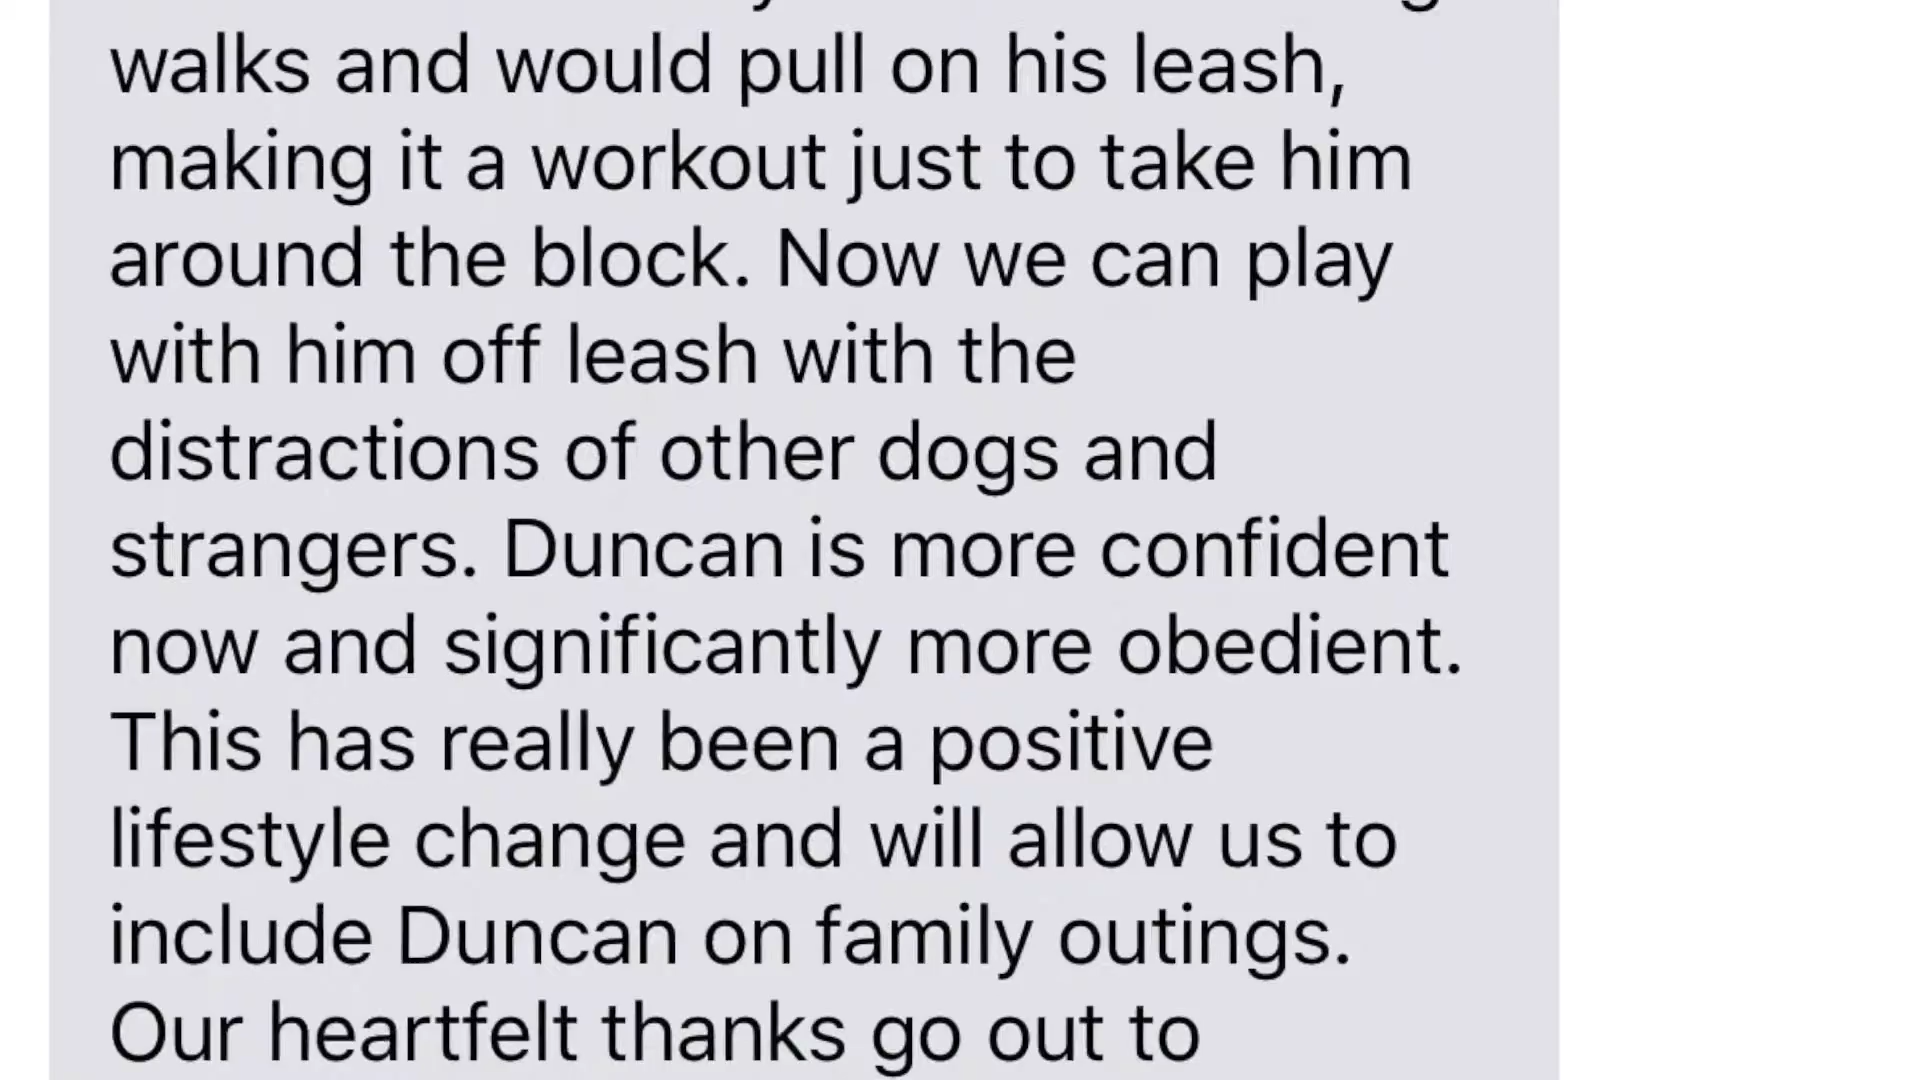 walks and would pull on his leash,
making it a workout just to take him
around the block. Now we can play
with him off leash with the
distractions of other dogs and
strangers. Duncan is more confident
now and significantly more obedient.
This has really been a positive
lifestyle change and will allow us to
include Duncan on family outings.
Our heartfelt thanks go out to